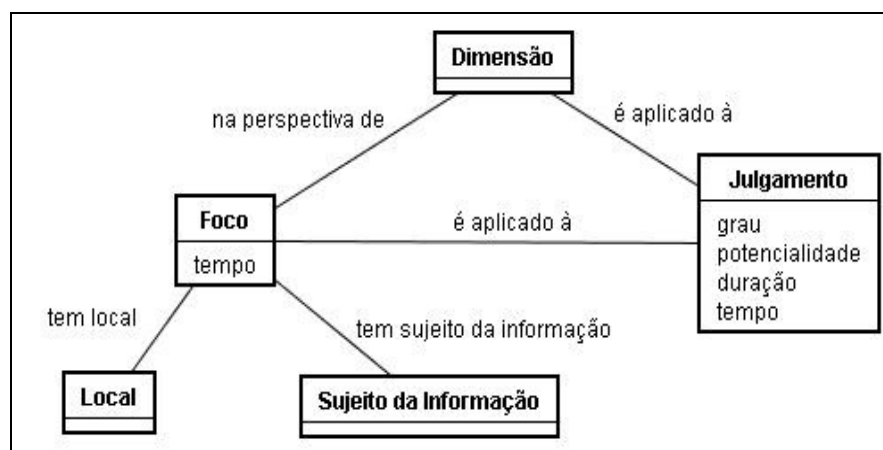 Dimensão
na perspectiva de
é aplicado à
Julgamento
grau
potencialidade
duração
tempo
Foco
tempo
é aplicado à
tem local
tem sujeito da informação
Local
Sujeito da Informação